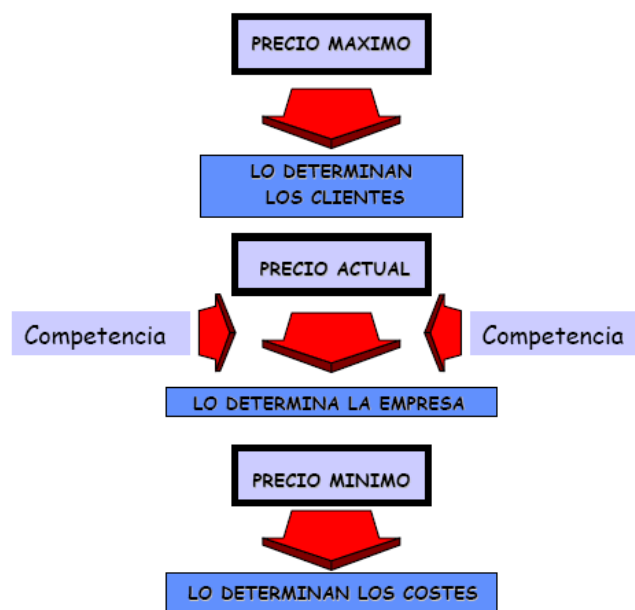 PRECIO MAXIMO
LO DETERMINAN
LOS CLIENTES
PRECIO ACTUAL
Competencia
Competencia
LO DETERMINA LA EMPRESA
PRECIO MINIMO
LO DETERMINAN LOS COSTES